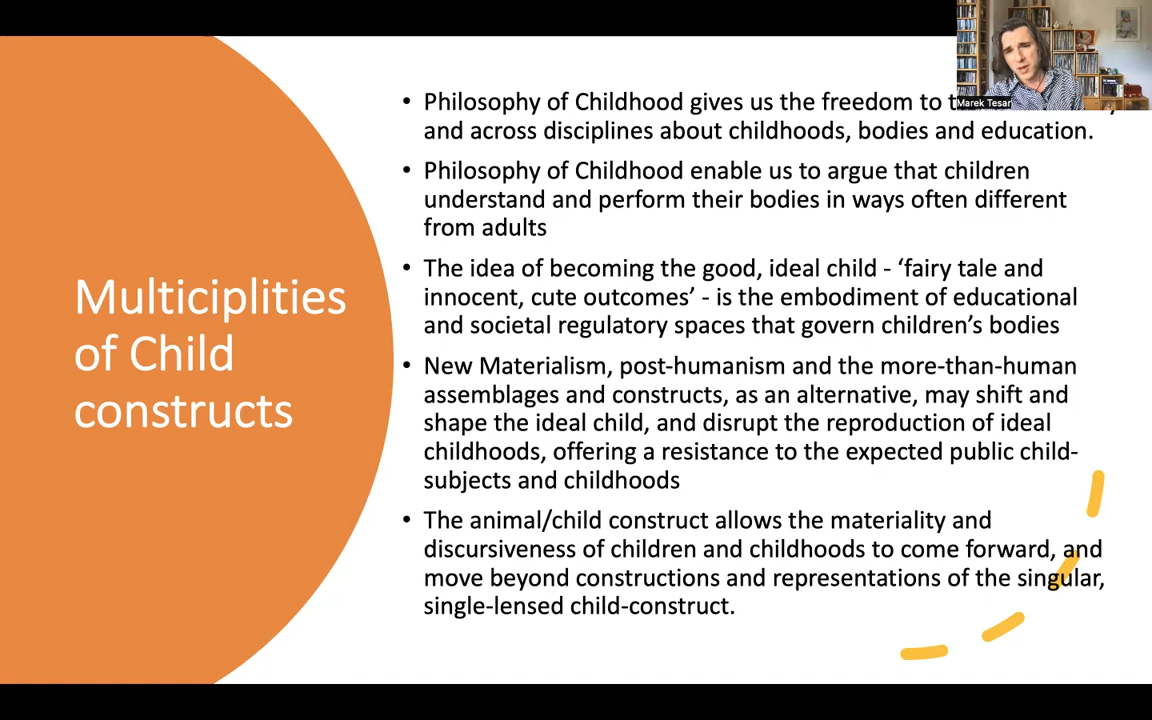 Multiciplities
of Child
constructs
• Philosophy of Childhood gives us the freedom to
and across disciplines about childhoods, bodies and education.
• Philosophy of Childhood enable us to argue that children
understand and perform their bodies in ways often different
from adults
• The idea of becoming the good, ideal child - ‘fairy tale and
innocent, cute outcomes’ - is the embodiment of educational
and societal regulatory spaces that govern children’s bodies
• New Materialism, post-humanism and the more-than-human
assemblages and constructs, as an alternative, may shift and
shape the ideal child, and disrupt the reproduction of ideal
childhoods, offering a resistance to the expected public child-
subjects and childhoods
• The animal/child construct allows the materiality and
discursiveness of children and childhoods to come forward, and
move beyond constructions and representations of the singular,
single-lensed child-construct.
Marek Tesar